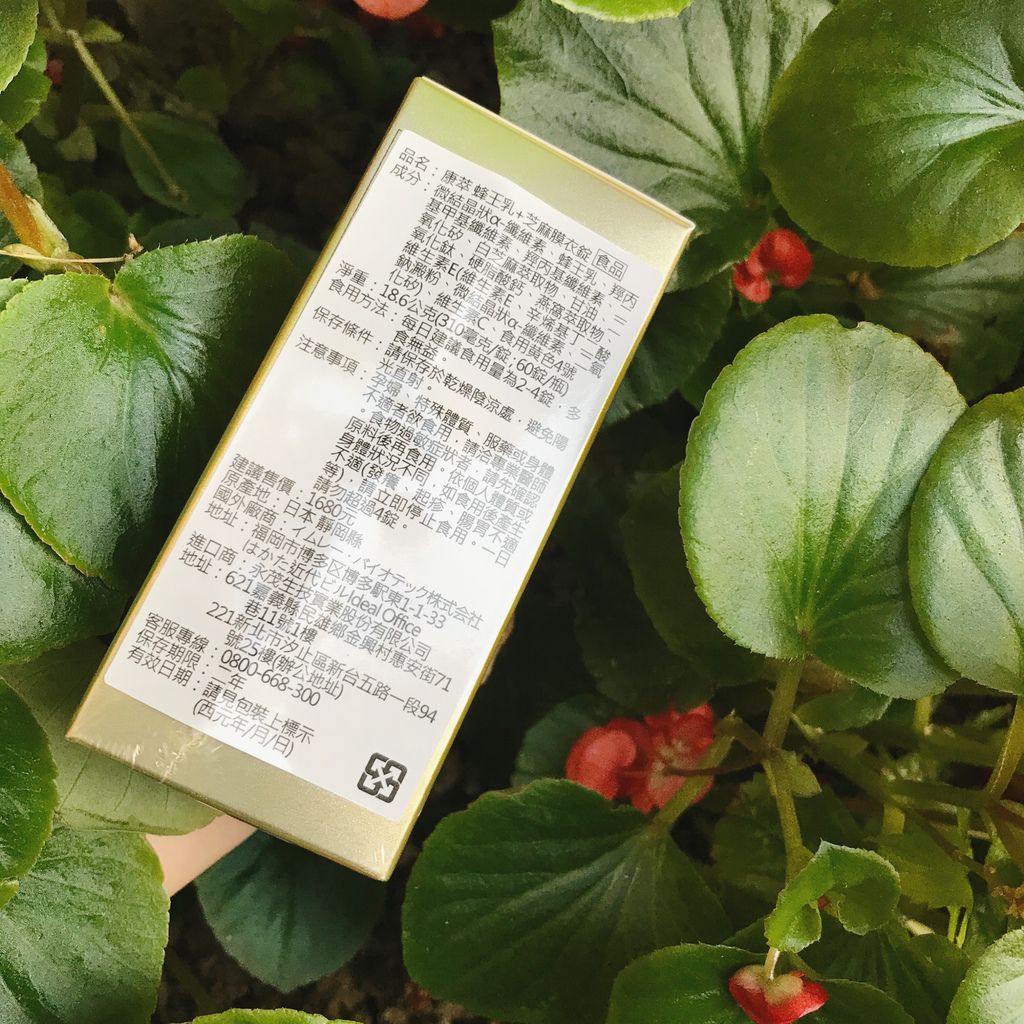 品名：康萃 蜂王乳+芝麻膜衣錠 食品
成分：微結晶狀α-纖維素、蜂王乳、羥丙
基甲基纖維素、羥丙基纖維素、二
氧化矽、白芝麻萃取物、甘油、二
氧化鈦、硬脂酸鈣、燕窩萃取物、
維生素E(維生素E、辛烯基丁二酸
鈉澱粉、微結晶狀α-纖維素、二氧
化矽)、維生素C、食用黃色4號
淨重：18.6公克(310毫克/錠；60錠/瓶)
食用方法：每日建議食用量為2-4錠，多
食無益。
保存條件：請保存於乾燥陰涼處，避免陽
光直射。
注意事項：孕婦、特殊體質、服藥或身體
不適者欲食用，請洽專業醫師
。食物過敏症狀者，請先確認
原料後再食用。依個人體質或
身體狀況不同，如食用後產生
不適(發癢、起疹、腸胃不適
等)，請立即停止食用。一日
請勿超過4錠。
建議售價：1680元
原產地：日本 靜岡縣
國外廠商：イムレー・バイオテック株式会社
地址：福岡市博多区博多駅東1-1-33
はかた近代ビルIdeal Office
進口商：永茂生技實業股份有限公司
地址：621嘉義縣民雄鄉金興村惠安街71
巷11號1樓
221新北市汐止區新台五路一段94
號25樓(辦公地址)
客服專線：0800-668-300
保存期限：二年
有效日期：請見包裝上標示
(西元年/月/日)